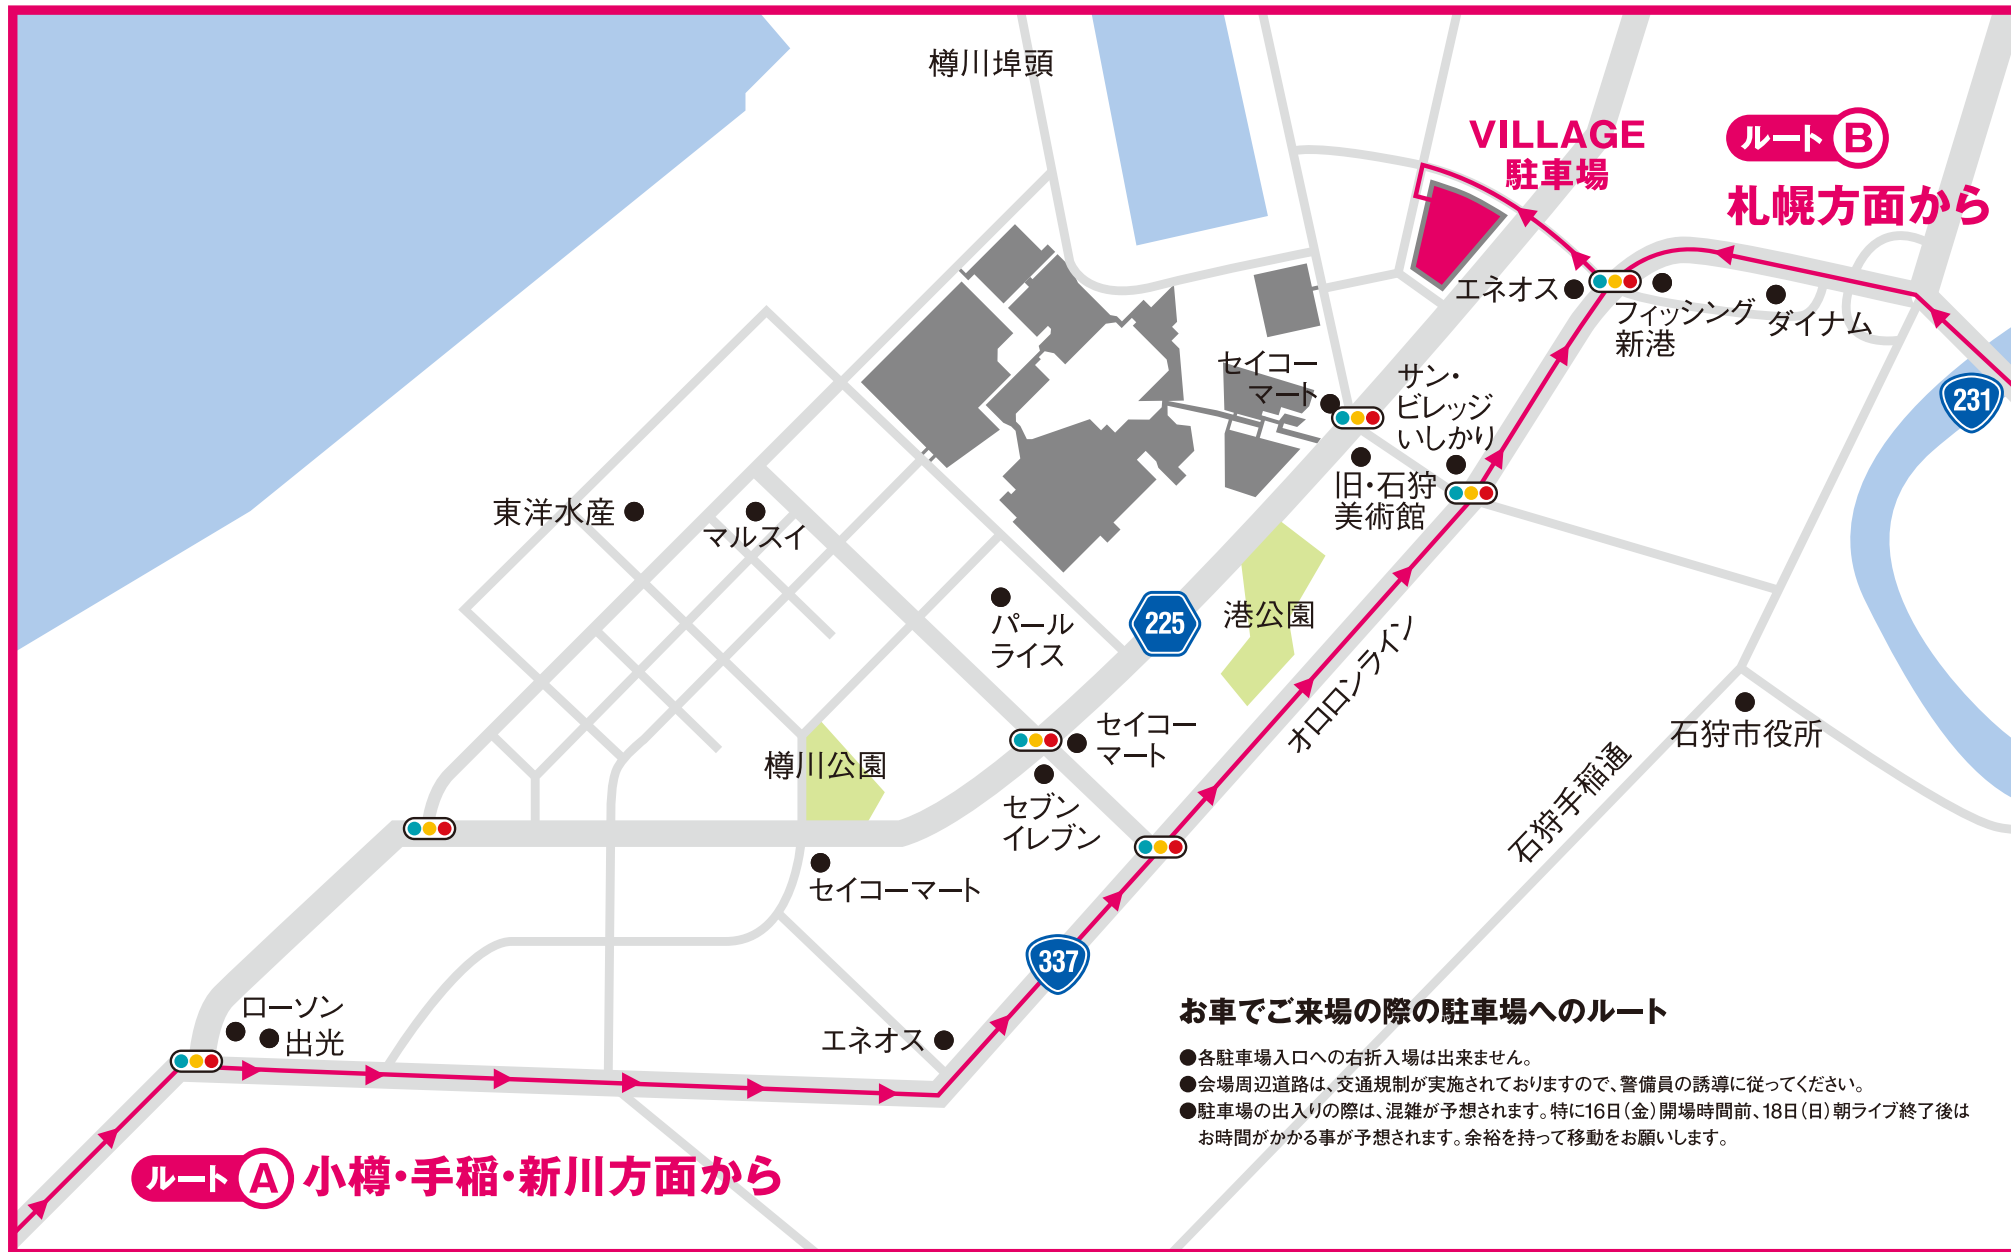 樽川埠頭
VILLAGE
駐車場
ルート B
札幌方面から
エネオス
フィッシング
新港
ダイナム
セイコー
マート
サン・
ビレッジ
いしかり
231
旧・石狩
美術館
東洋水産
マルスイ
パール
ライス
225
港公園
オロロンライン
石狩市役所
石狩手稲通
樽川公園
セイコー
マート
セブン
イレブン
セイコーマート
337
ローソン
出光
エネオス
ルート A 小樽・手稲・新川方面から
お車でご来場の際の駐車場へのルート
●各駐車場入口への右折入場は出来ません。
●会場周辺道路は、交通規制が実施されておりますので、警備員の誘導に従ってください。
●駐車場の出入りの際は、混雑が予想されます。特に16日(金)開場時間前、18日(日)朝ライブ終了後は
お時間がかかる事が予想されます。余裕を持って移動をお願いします。